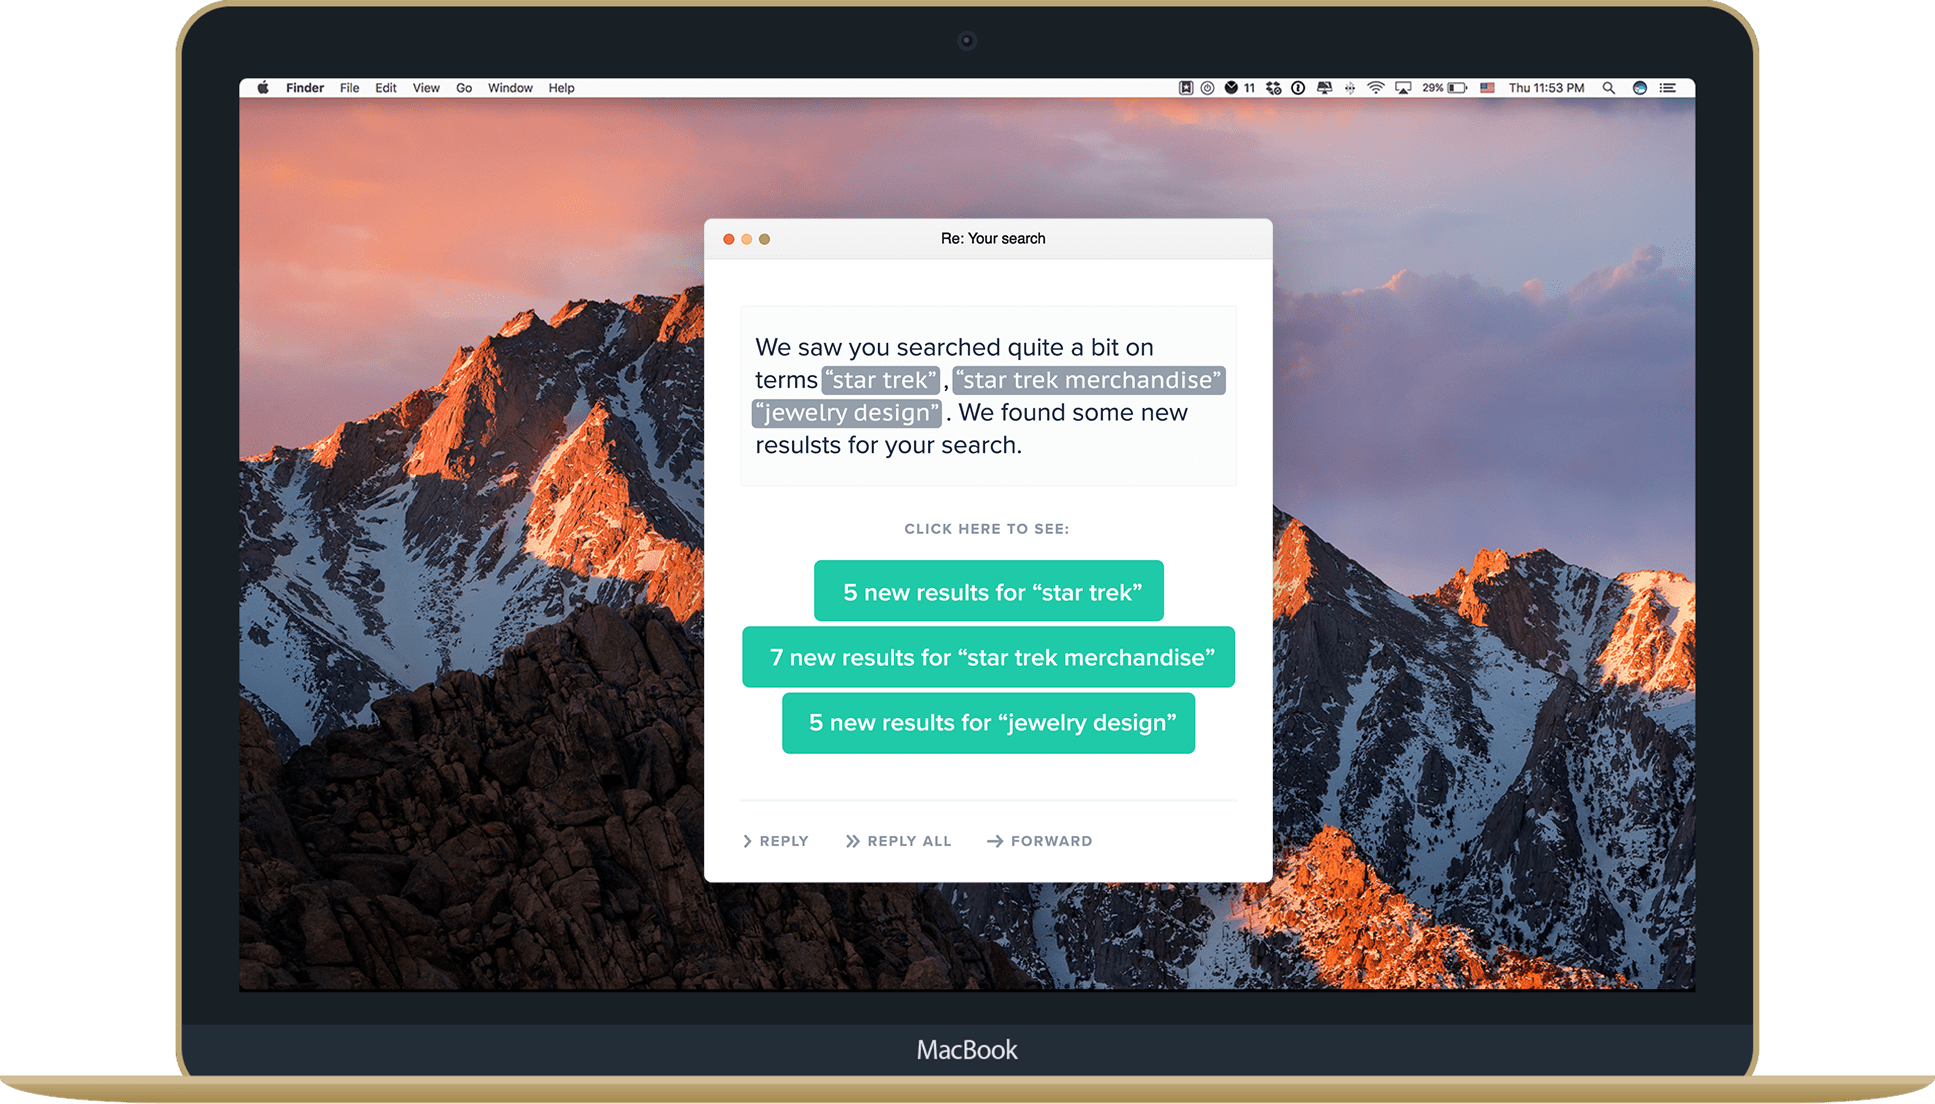 Finder File Edit View Go Window Help 11 29% Thu 11:53 PM
Re: Your search
We saw you searched quite a bit on
terms “star trek” , “star trek merchandise”
“jewelry design” . We found some new
resulsts for your search.
CLICK HERE TO SEE:
5 new results for “star trek”
7 new results for “star trek merchandise”
5 new results for “jewelry design”
REPLY REPLY ALL FORWARD
MacBook